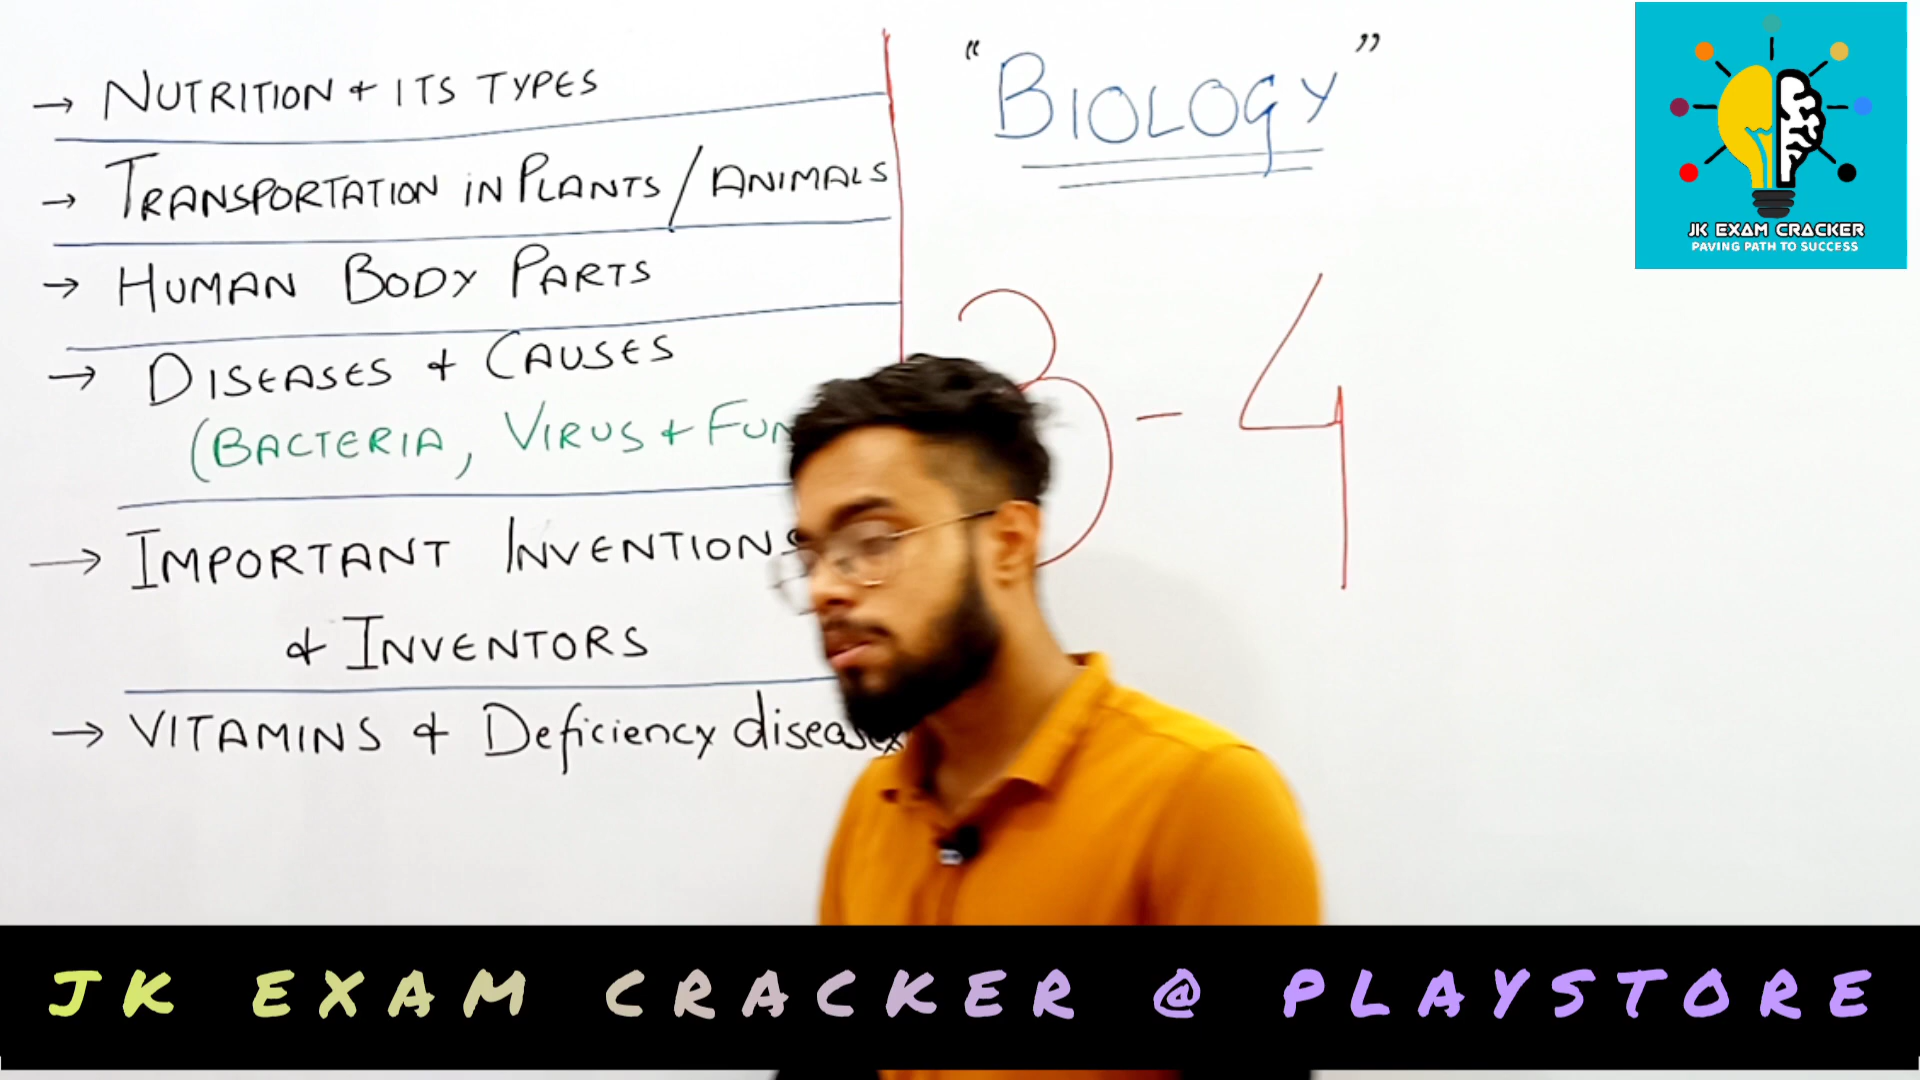 → NUTRITION & ITS TYPES
→ TRANSPORTATION IN PLANTS / ANIMALS
→ HUMAN BODY PARTS
→ DISEASES & CAUSES
(BACTERIA, VIRUS & FUN
→ IMPORTANT INVENTIONS
& INVENTORS
→ VITAMINS & Deficiency diseases
"BIOLOGY"
3-4
JK EXAM CRACKER
PAVING PATH TO SUCCESS
JK EXAM CRACKER @ PLAYSTORE